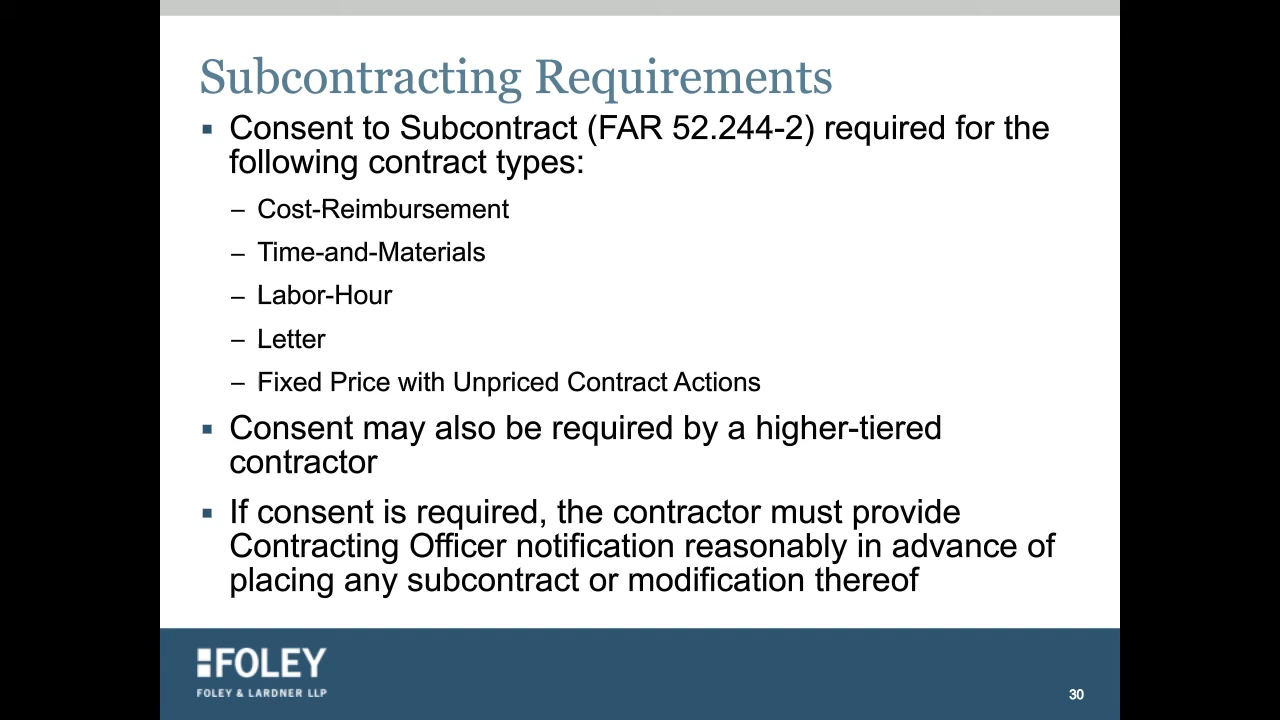 Subcontracting Requirements
▪ Consent to Subcontract (FAR 52.244-2) required for the
following contract types:
– Cost-Reimbursement
– Time-and-Materials
– Labor-Hour
– Letter
– Fixed Price with Unpriced Contract Actions
▪ Consent may also be required by a higher-tiered
contractor
▪ If consent is required, the contractor must provide
Contracting Officer notification reasonably in advance of
placing any subcontract or modification thereof
FOLEY
FOLEY & LARDNER LLP
30